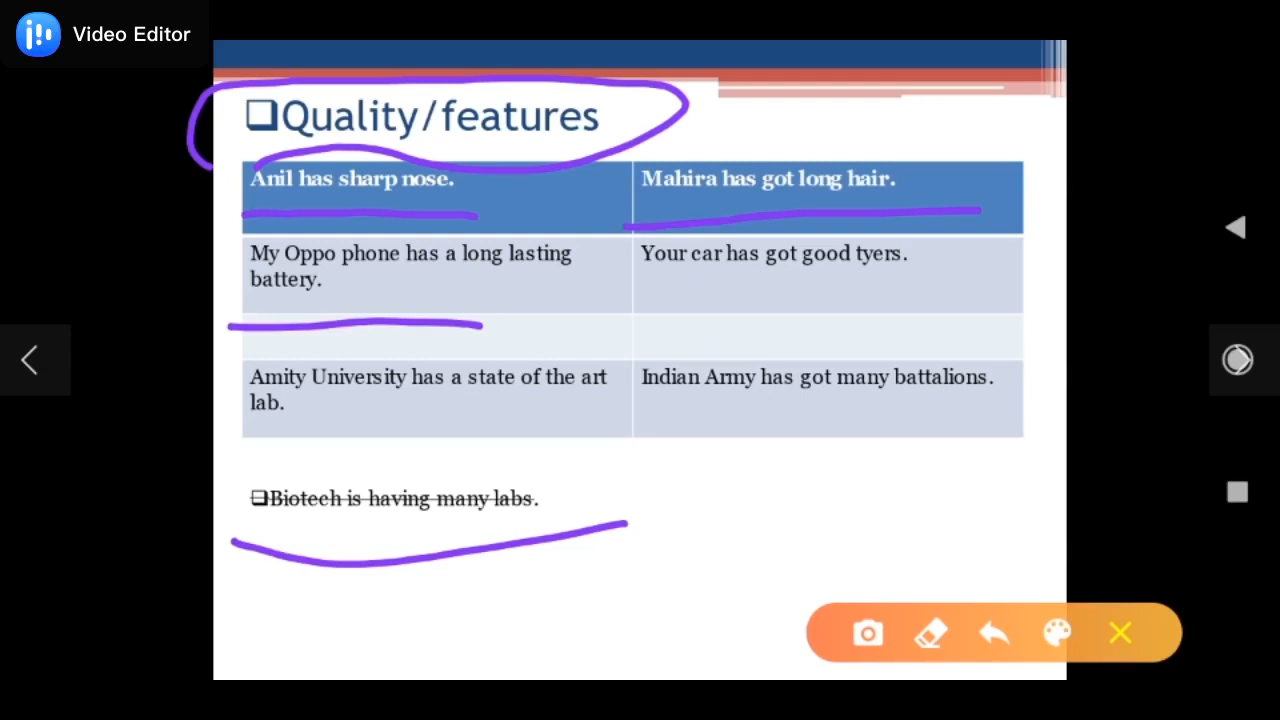 Video Editor
❑Quality/features
Anil has sharp nose.
Mahira has got long hair.
My Oppo phone has a long lasting
battery.
Your car has got good tyers.
Amity University has a state of the art
lab.
Indian Army has got many battalions.
❑Biotech is having many labs.